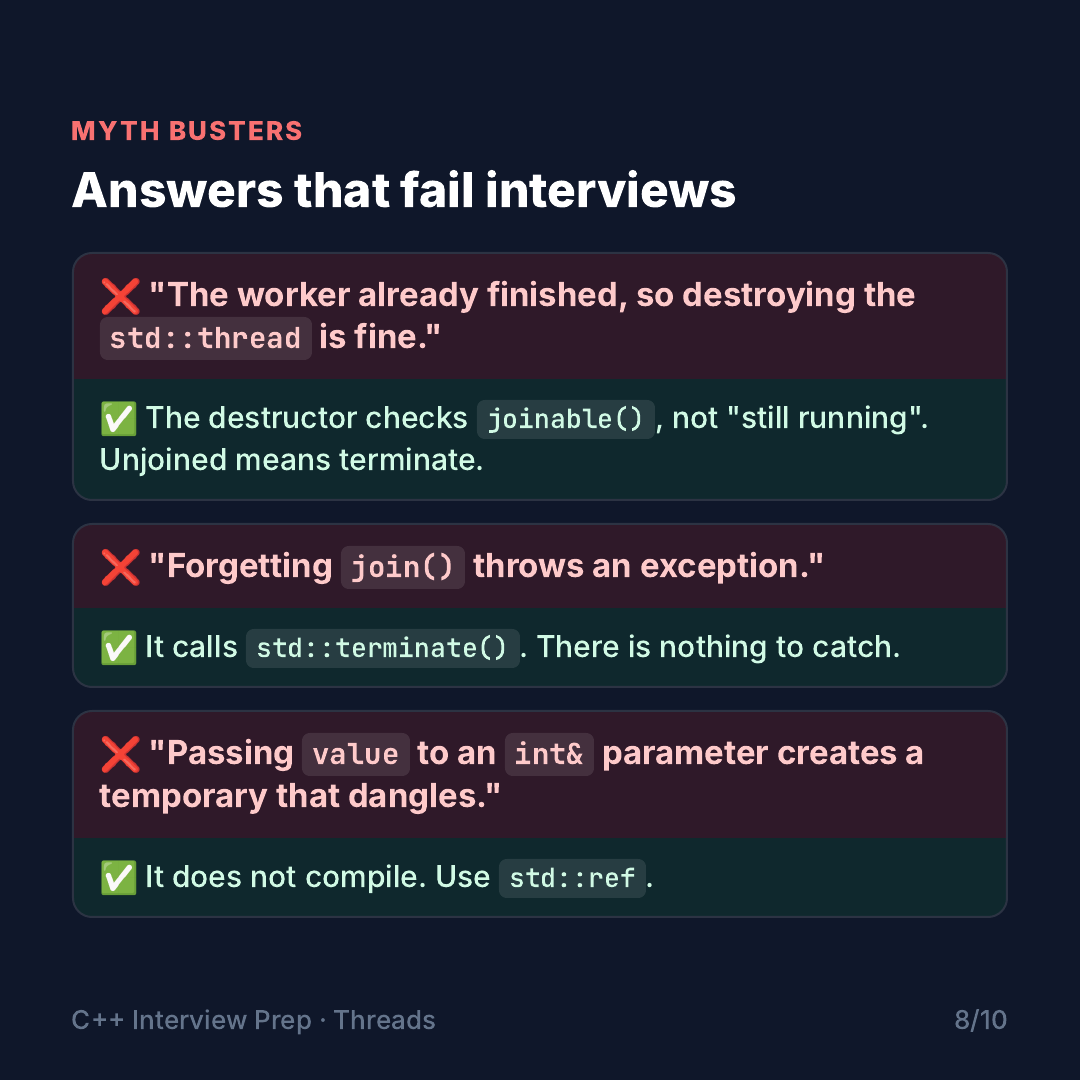 MYTH BUSTERS
Answers that fail interviews
❌ "The worker already finished, so destroying the
std::thread is fine."
✅ The destructor checks joinable(), not "still running".
Unjoined means terminate.
❌ "Forgetting join() throws an exception."
✅ It calls std::terminate(). There is nothing to catch.
❌ "Passing value to an int& parameter creates a
temporary that dangles."
✅ It does not compile. Use std::ref.
C++ Interview Prep · Threads
8/10